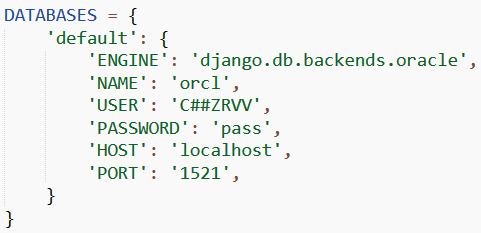 DATABASES = {
    'default': {
        'ENGINE': 'django.db.backends.oracle',
        'NAME': 'orcl',
        'USER': 'C##ZRVV',
        'PASSWORD': 'pass',
        'HOST': 'localhost',
        'PORT': '1521',
    }
}